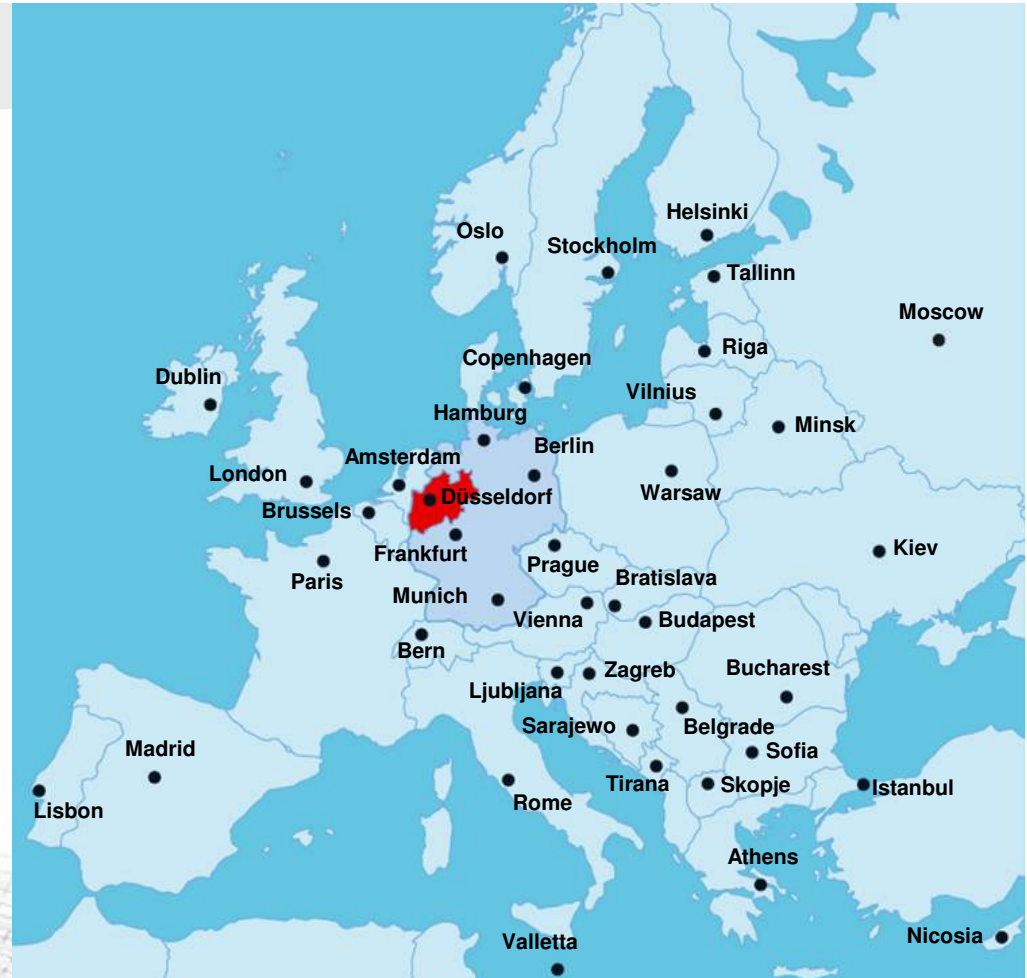 Helsinki
Oslo
Stockholm
Tallinn
Moscow
Riga
Copenhagen
Dublin
Vilnius
Hamburg
Minsk
Berlin
Amsterdam
London
Warsaw
Düsseldorf
Brussels
Kiev
Frankfurt
Prague
Paris
Bratislava
Munich
Vienna
Budapest
Bern
Zagreb
Bucharest
Ljubljana
Sarajewo
Belgrade
Madrid
Sofia
Tirana
Skopje
Istanbul
Rome
Lisbon
Athens
Nicosia
Valletta